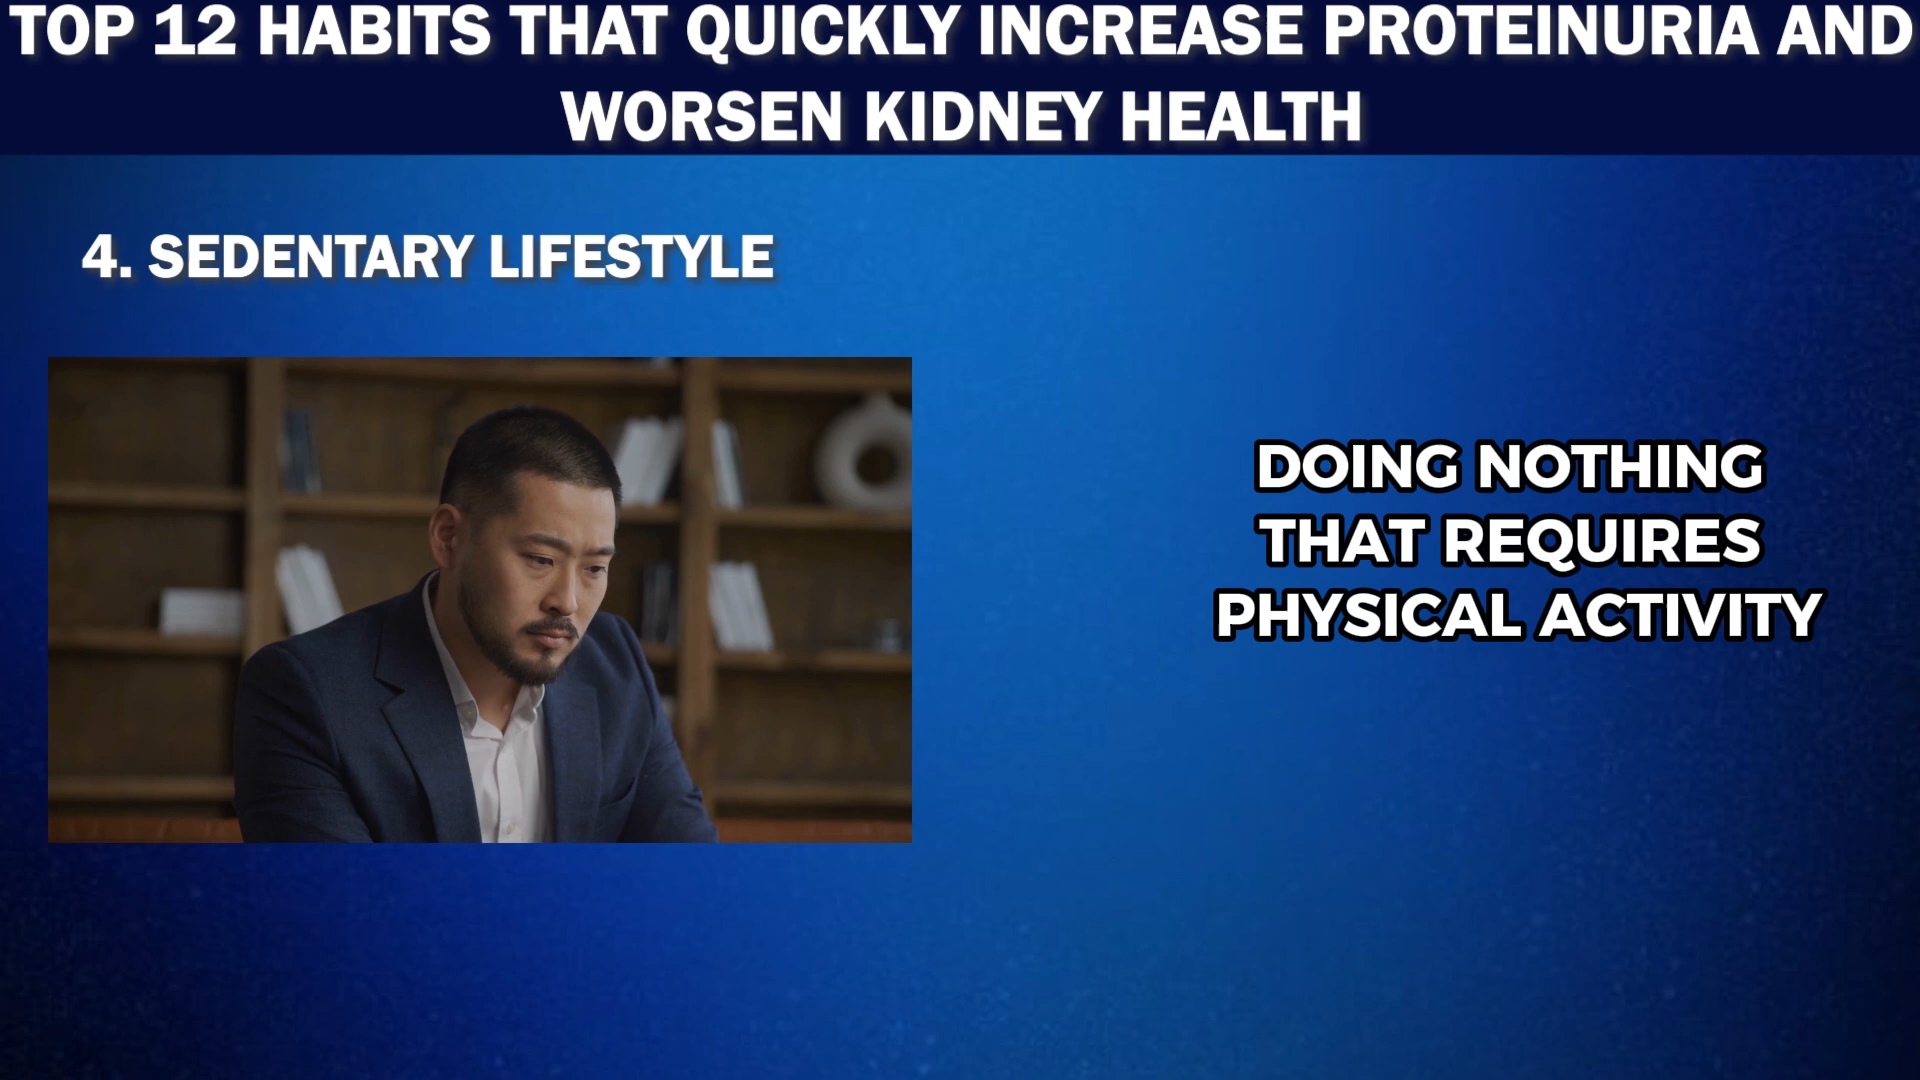 TOP 12 HABITS THAT QUICKLY INCREASE PROTEINURIA AND
WORSEN KIDNEY HEALTH
4. SEDENTARY LIFESTYLE
DOING NOTHING
THAT REQUIRES
PHYSICAL ACTIVITY